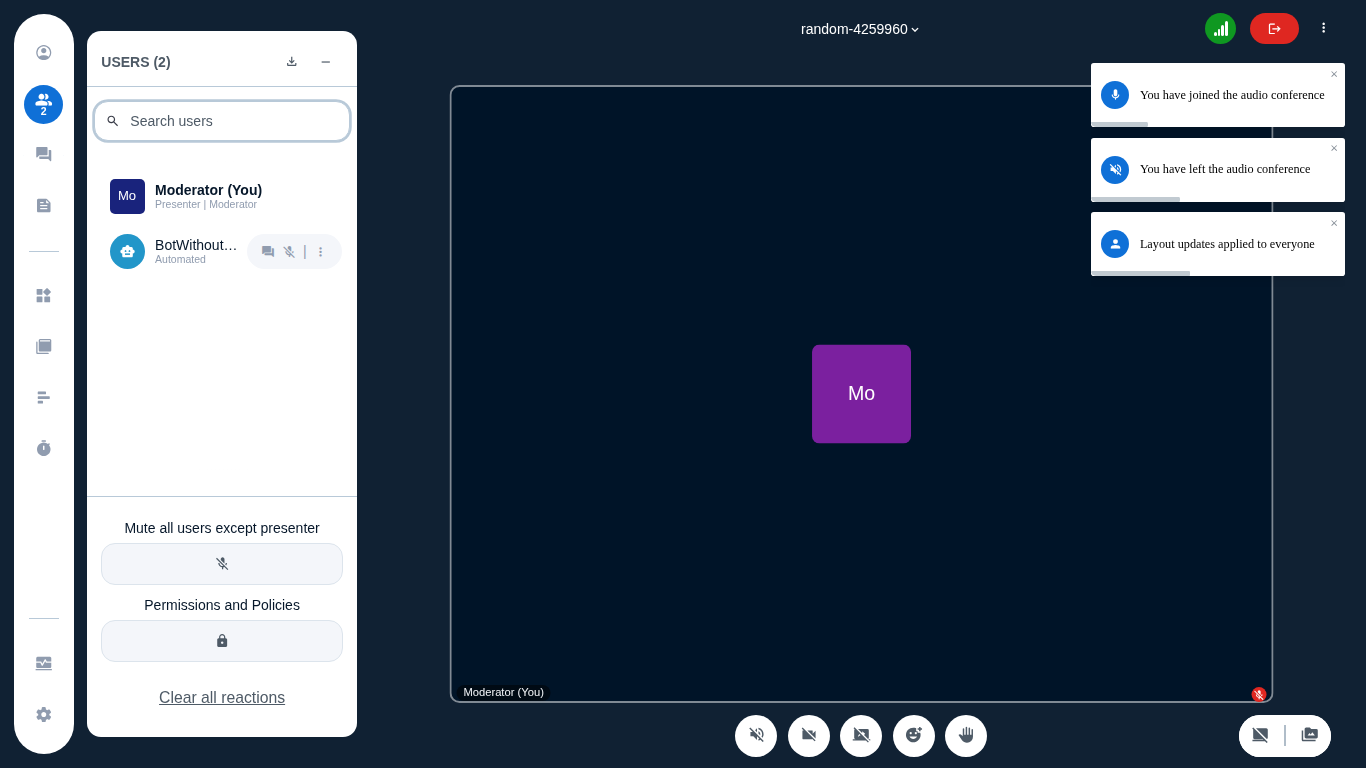 2
USERS (2)
Search users
Mo
Moderator (You)
Presenter | Moderator
BotWithout…
Automated
Mute all users except presenter
Permissions and Policies
Clear all reactions
random-4259960
Mo
Moderator (You)
You have joined the audio conference
You have left the audio conference
Layout updates applied to everyone